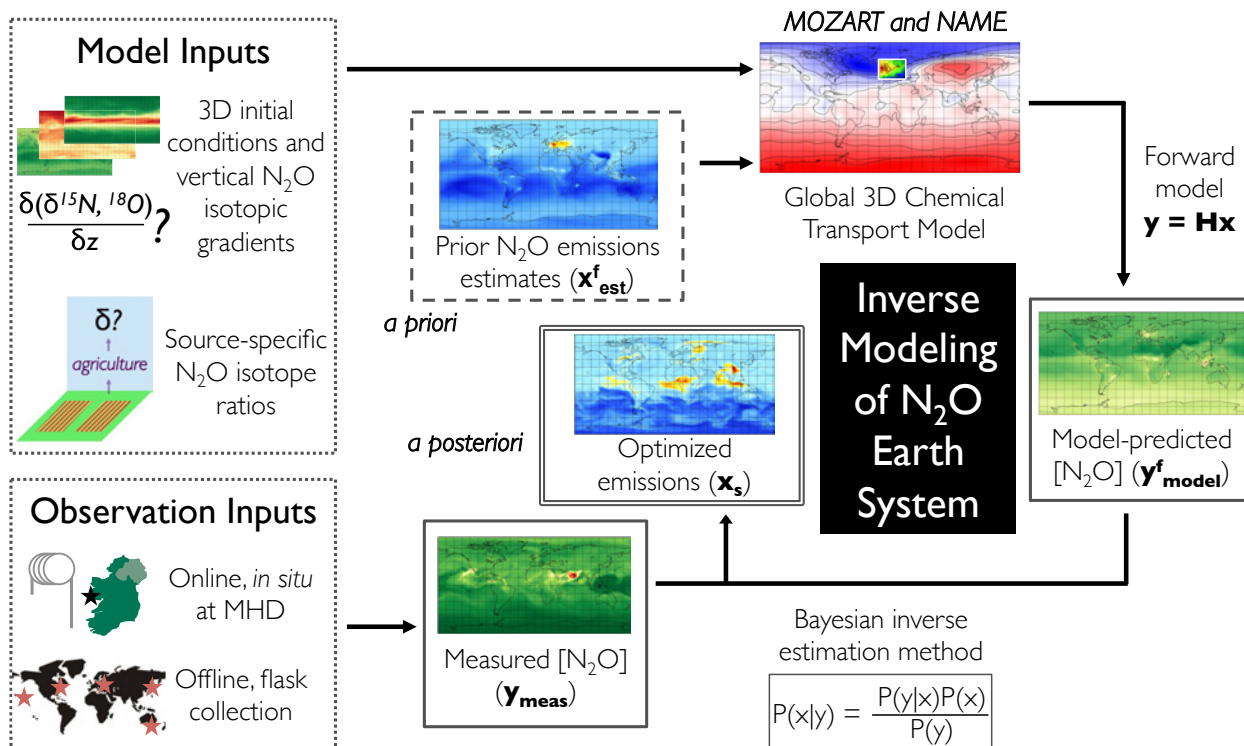 Model Inputs
3D initial
conditions and
vertical N₂O
isotopic
gradients
δ(δ¹⁵N, ¹⁸O)
δz
?
δ?
agriculture
Source-specific
N₂O isotope
ratios
Observation Inputs
Online, in situ
at MHD
Offline, flask
collection
MOZART and NAME
Global 3D Chemical
Transport Model
Prior N₂O emissions
estimates (xᶠest)
a priori
Forward
model
y = Hx
Inverse
Modeling
of N₂O
Earth
System
a posteriori
Optimized
emissions (xₛ)
Model-predicted
[N₂O] (yᶠmodel)
Measured [N₂O]
(ymeas)
Bayesian inverse
estimation method
P(x|y) = P(y|x)P(x)
P(y)